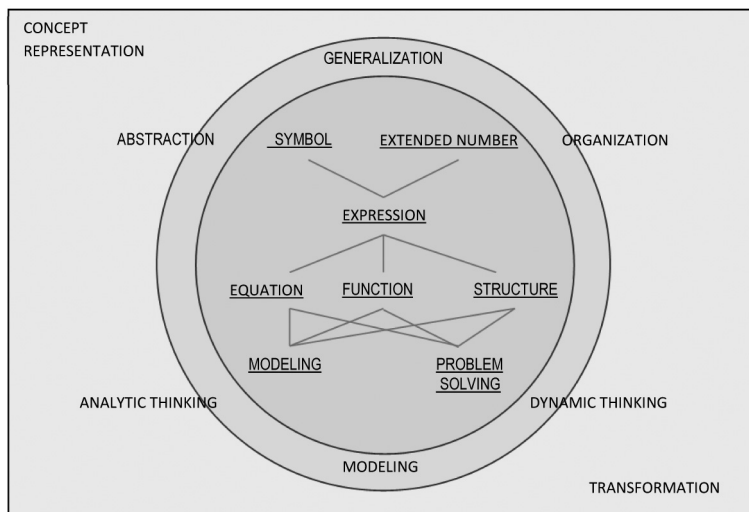 CONCEPT
REPRESENTATION
GENERALIZATION
ABSTRACTION
SYMBOL
EXTENDED NUMBER
ORGANIZATION
EXPRESSION
EQUATION
FUNCTION
STRUCTURE
MODELING
PROBLEM
SOLVING
ANALYTIC THINKING
DYNAMIC THINKING
MODELING
TRANSFORMATION